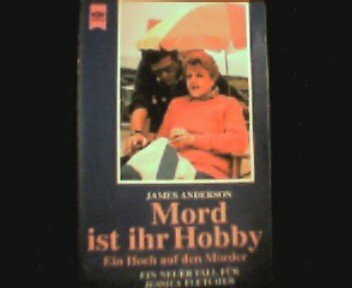 JAMES ANDERSON
Mord
ist ihr Hobby
Ein Hoch auf den Mörder
EIN NEUER FALL FÜR
JESSICA FLETCHER